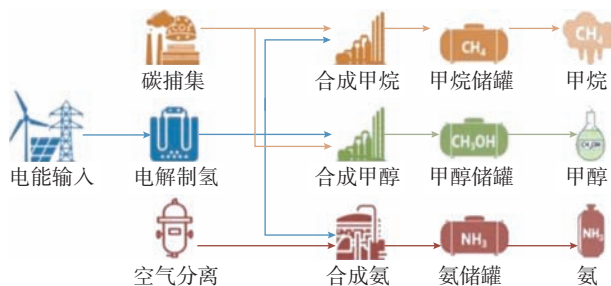 CO₂
CH₄
CH₄
碳捕集
合成甲烷
甲烷储罐
甲烷
CH₃OH
CH₃OH
电能输入
电解制氢
合成甲醇
甲醇储罐
甲醇
NH₃
NH₃
空气分离
合成氨
氨储罐
氨